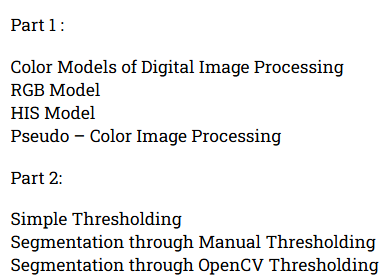 Part 1 :
Color Models of Digital Image Processing
RGB Model
HIS Model
Pseudo – Color Image Processing
Part 2:
Simple Thresholding
Segmentation through Manual Thresholding
Segmentation through OpenCV Thresholding